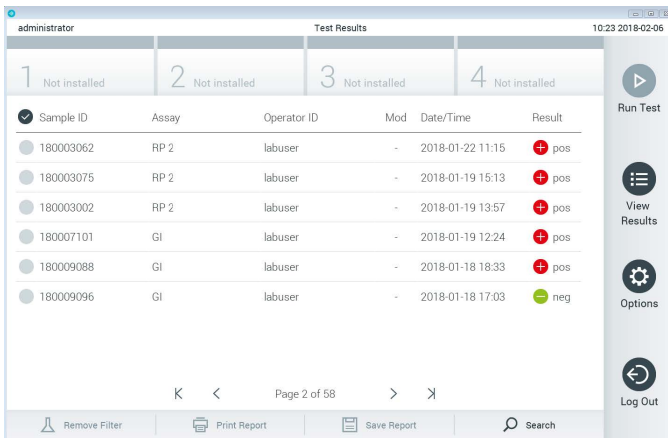 administrator Test Results 10:23 2018-02-06
1 Not installed 2 Not installed 3 Not installed 4 Not installed
Run Test
Sample ID Assay Operator ID Mod Date/Time Result
180003062 RP 2 labuser - 2018-01-22 11:15 pos
180003075 RP 2 labuser - 2018-01-19 15:13 pos
180003002 RP 2 labuser - 2018-01-19 13:57 pos
180007101 GI labuser - 2018-01-19 12:24 pos
180009088 GI labuser - 2018-01-18 18:33 pos
180009096 GI labuser - 2018-01-18 17:03 neg
View
Results
Options
Page 2 of 58
Log Out
Remove Filter Print Report Save Report Search